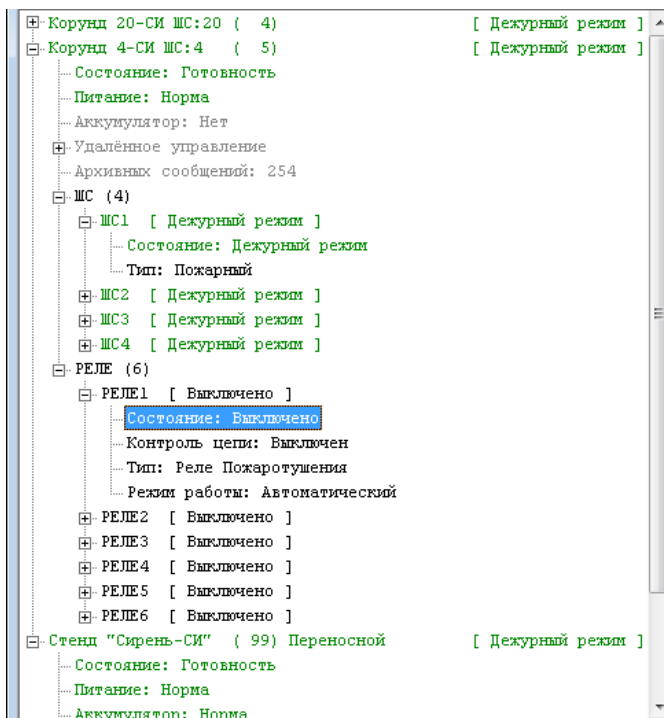 Корунд 20-СИ ШС:20 ( 4) [ Дежурный режим ]
Корунд 4-СИ ШС:4 ( 5) [ Дежурный режим ]
Состояние: Готовность
Питание: Норма
Аккумулятор: Нет
Удалённое управление
Архивных сообщений: 254
ШС (4)
ШС1 [ Дежурный режим ]
Состояние: Дежурный режим
Тип: Пожарный
ШС2 [ Дежурный режим ]
ШС3 [ Дежурный режим ]
ШС4 [ Дежурный режим ]
РЕЛЕ (6)
РЕЛЕ1 [ Выключено ]
Состояние: Выключено
Контроль цепи: Выключен
Тип: Реле Пожаротушения
Режим работы: Автоматический
РЕЛЕ2 [ Выключено ]
РЕЛЕ3 [ Выключено ]
РЕЛЕ4 [ Выключено ]
РЕЛЕ5 [ Выключено ]
РЕЛЕ6 [ Выключено ]
Стенд "Сирень-СИ" ( 99) Переносной [ Дежурный режим ]
Состояние: Готовность
Питание: Норма
Аккумулятор: Норма